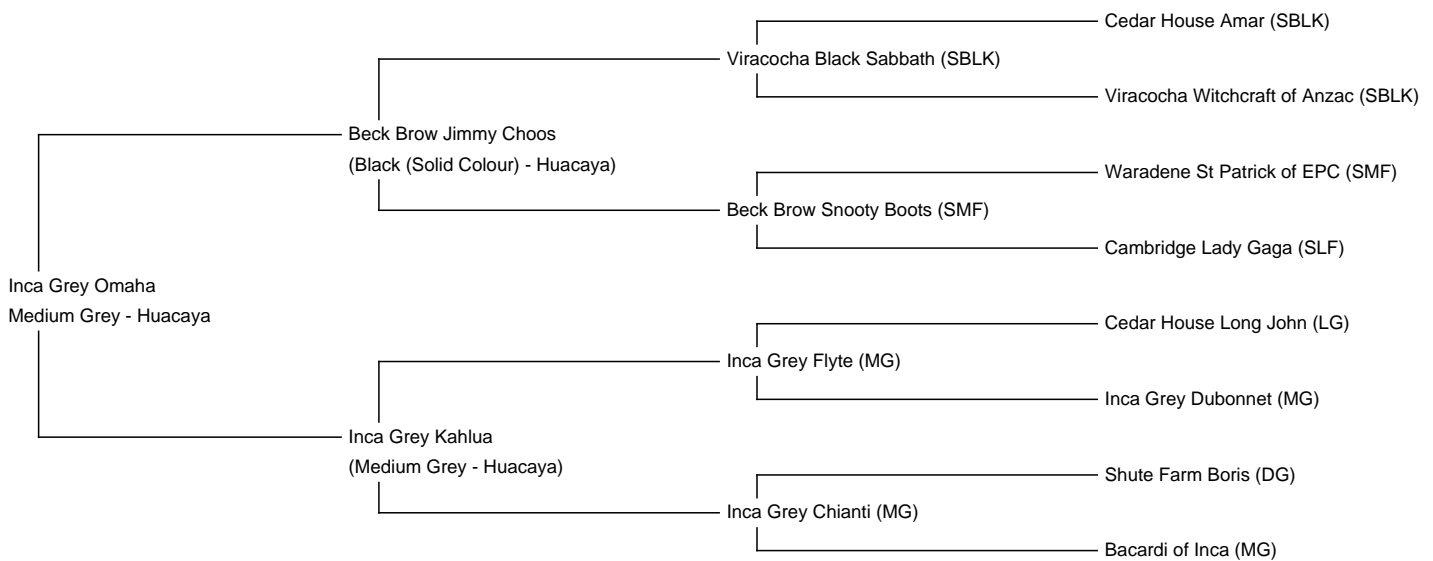 Cedar House Amar (SBLK)
Viracocha Black Sabbath (SBLK)
Viracocha Witchcraft of Anzac (SBLK)
Beck Brow Jimmy Choos
(Black (Solid Colour) - Huacaya)
Waradene St Patrick of EPC (SMF)
Beck Brow Snooty Boots (SMF)
Cambridge Lady Gaga (SLF)
Inca Grey Omaha
Medium Grey - Huacaya
Cedar House Long John (LG)
Inca Grey Flyte (MG)
Inca Grey Dubonnet (MG)
Inca Grey Kahlua
(Medium Grey - Huacaya)
Shute Farm Boris (DG)
Inca Grey Chianti (MG)
Bacardi of Inca (MG)